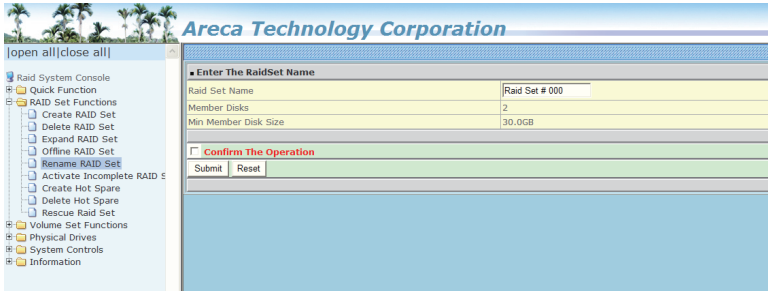 Areca Technology Corporation
|open all|close all|
Raid System Console
Quick Function
RAID Set Functions
Create RAID Set
Delete RAID Set
Expand RAID Set
Offline RAID Set
Rename RAID Set
Activate Incomplete RAID S
Create Hot Spare
Delete Hot Spare
Rescue Raid Set
Volume Set Functions
Physical Drives
System Controls
Information
Enter The RaidSet Name
Raid Set Name Raid Set # 000
Member Disks 2
Min Member Disk Size 30.0GB
Confirm The Operation
Submit Reset